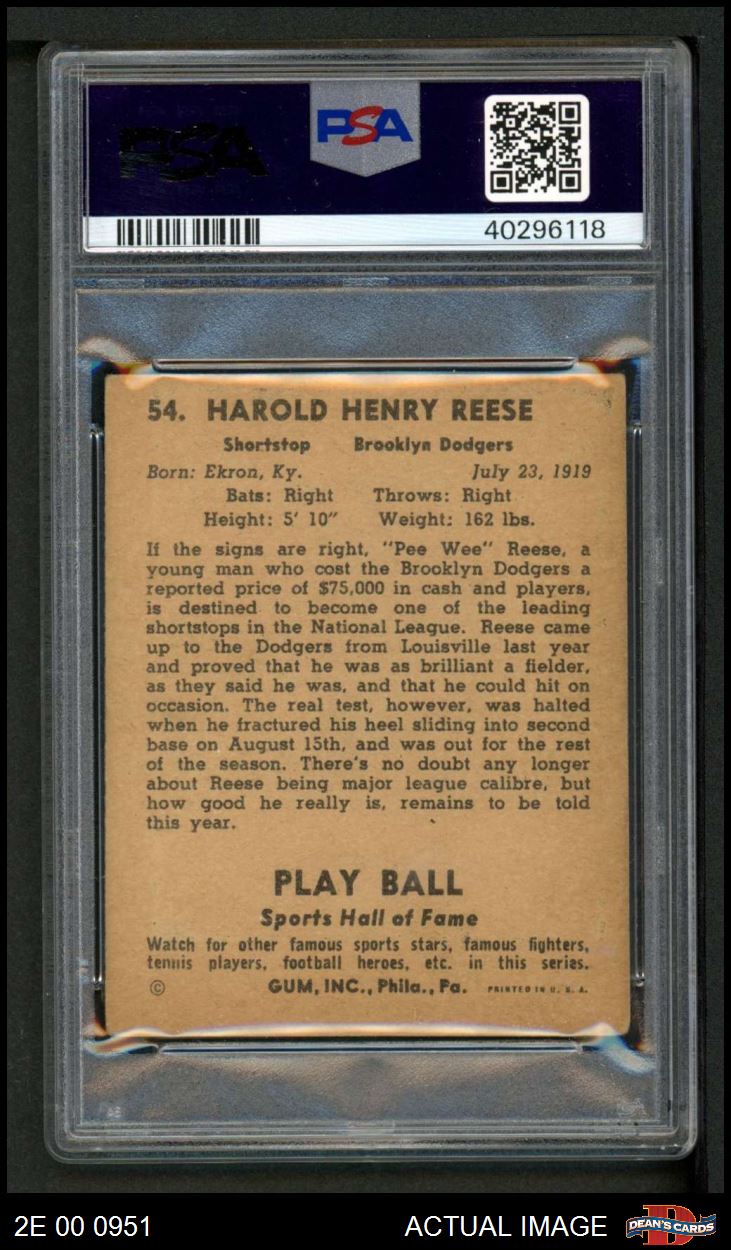 PSA
PSA
40296118
54. HAROLD HENRY REESE
Shortstop Brooklyn Dodgers
Born: Ekron, Ky. July 23, 1919
Bats: Right Throws: Right
Height: 5' 10" Weight: 162 lbs.
If the signs are right, "Pee Wee" Reese, a
young man who cost the Brooklyn Dodgers a
reported price of $75,000 in cash and players,
is destined to become one of the leading
shortstops in the National League. Reese came
up to the Dodgers from Louisville last year
and proved that he was as brilliant a fielder,
as they said he was, and that he could hit on
occasion. The real test, however, was halted
when he fractured his heel sliding into second
base on August 15th, and was out for the rest
of the season. There's no doubt any longer
about Reese being major league calibre, but
how good he really is, remains to be told
this year.
PLAY BALL
Sports Hall of Fame
Watch for other famous sports stars, famous fighters,
tennis players, football heroes, etc. in this series.
© GUM, INC., Phila., Pa. PRINTED IN U. S. A.
2E 00 0951 ACTUAL IMAGE DEAN'S CARDS